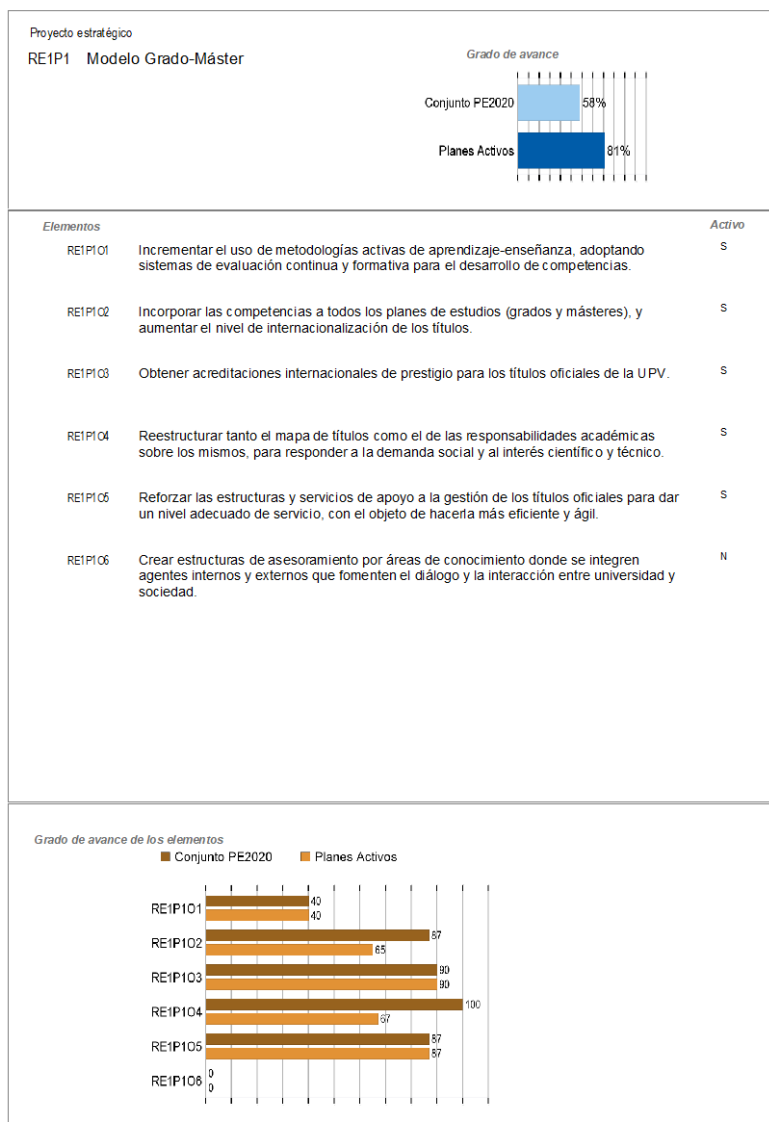 Proyecto estratégico
RE1P1 Modelo Grado-Máster
Grado de avance
Conjunto PE2020 58%
Planes Activos 81%
Elementos Activo
RE1P1O1 Incrementar el uso de metodologías activas de aprendizaje-enseñanza, adoptando S
sistemas de evaluación continua y formativa para el desarrollo de competencias.
RE1P1O2 Incorporar las competencias a todos los planes de estudios (grados y másteres), y S
aumentar el nivel de internacionalización de los títulos.
RE1P1O3 Obtener acreditaciones internacionales de prestigio para los títulos oficiales de la UPV. S
RE1P1O4 Reestructurar tanto el mapa de títulos como el de las responsabilidades académicas S
sobre los mismos, para responder a la demanda social y al interés científico y técnico.
RE1P1O5 Reforzar las estructuras y servicios de apoyo a la gestión de los títulos oficiales para dar S
un nivel adecuado de servicio, con el objeto de hacerla más eficiente y ágil.
RE1P1O6 Crear estructuras de asesoramiento por áreas de conocimiento donde se integren N
agentes internos y externos que fomenten el diálogo y la interacción entre universidad y
sociedad.
Grado de avance de los elementos
Conjunto PE2020 Planes Activos
RE1P1O1 40
40
RE1P1O2 87
65
RE1P1O3 90
90
RE1P1O4 100
67
RE1P1O5 87
87
RE1P1O6 0
0